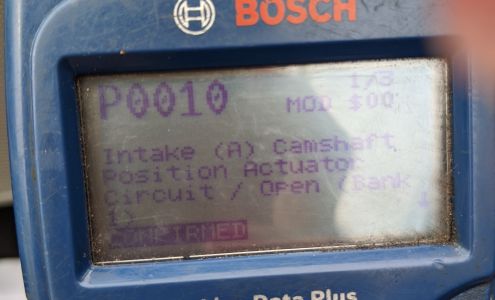 BOSCH
1/3
P0010
MOD $00
Intake (A) Camshaft
Position Actuator
Circuit / Open (Bank
1)
CONFIRMED
Data Plus